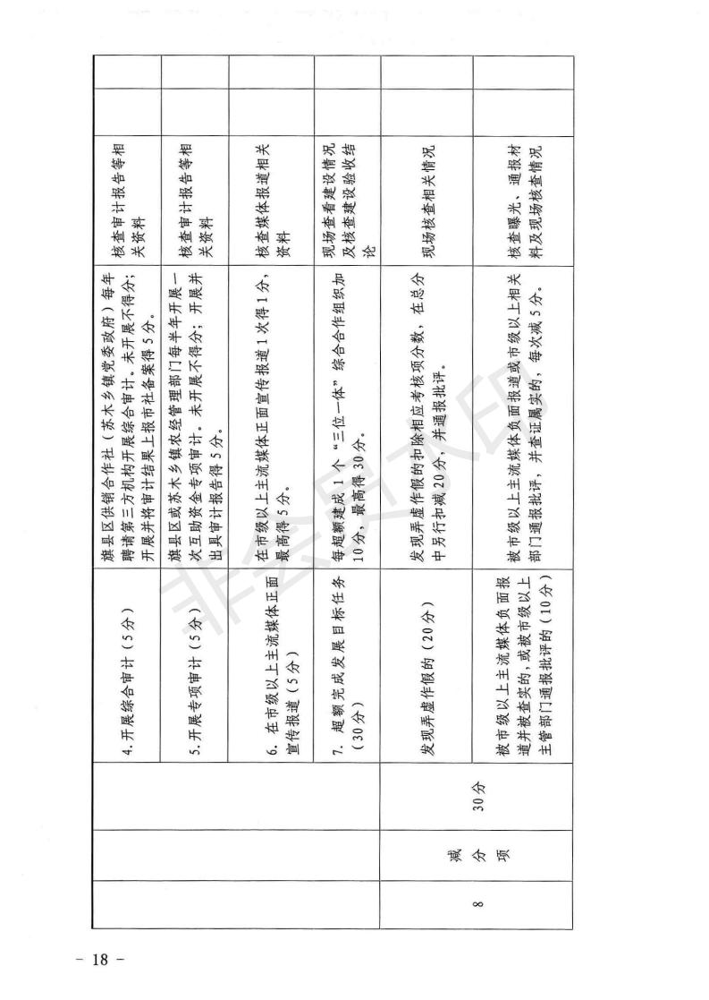 4.开展综合审计(5分)
旗县区供销合作社(苏木乡镇党委政府)每年
聘请第三方机构开展综合审计。未开展不得分;
开展并将审计结果上报市社备案得5分。
核查审计报告等相
关资料
5.开展专项审计(5分)
旗县区或苏木乡镇农经管理部门每半年开展一
次互助资金专项审计。未开展不得分;开展并
出具审计报告得5分。
核查审计报告等相
关资料
6. 在市级以上主流媒体正面
宣传报道(5分)
在市级以上主流媒体正面宣传报道1次得1分,
最高得5分。
核查媒体报道相关
资料
7. 超额完成发展目标任务
(30分)
每超额建成1个“三位一体”综合合作组织加
10分,最高得30分。
现场查看建设情况
及核查建设验收结
论
8
减
分
项
30分
发现弄虚作假的(20分)
发现弄虚作假的扣除相应考核项分数,在总分
中另行扣减20分,并通报批评。
现场核查相关情况
被市级以上主流媒体负面报
道并被查实的,或被市级以上
主管部门通报批评的(10分)
被市级以上主流媒体负面报道或市级以上相关
部门通报批评,并查证属实的,每次减5分。
核查曝光、通报材
料及现场核查情况
- 18 -
非会员水印